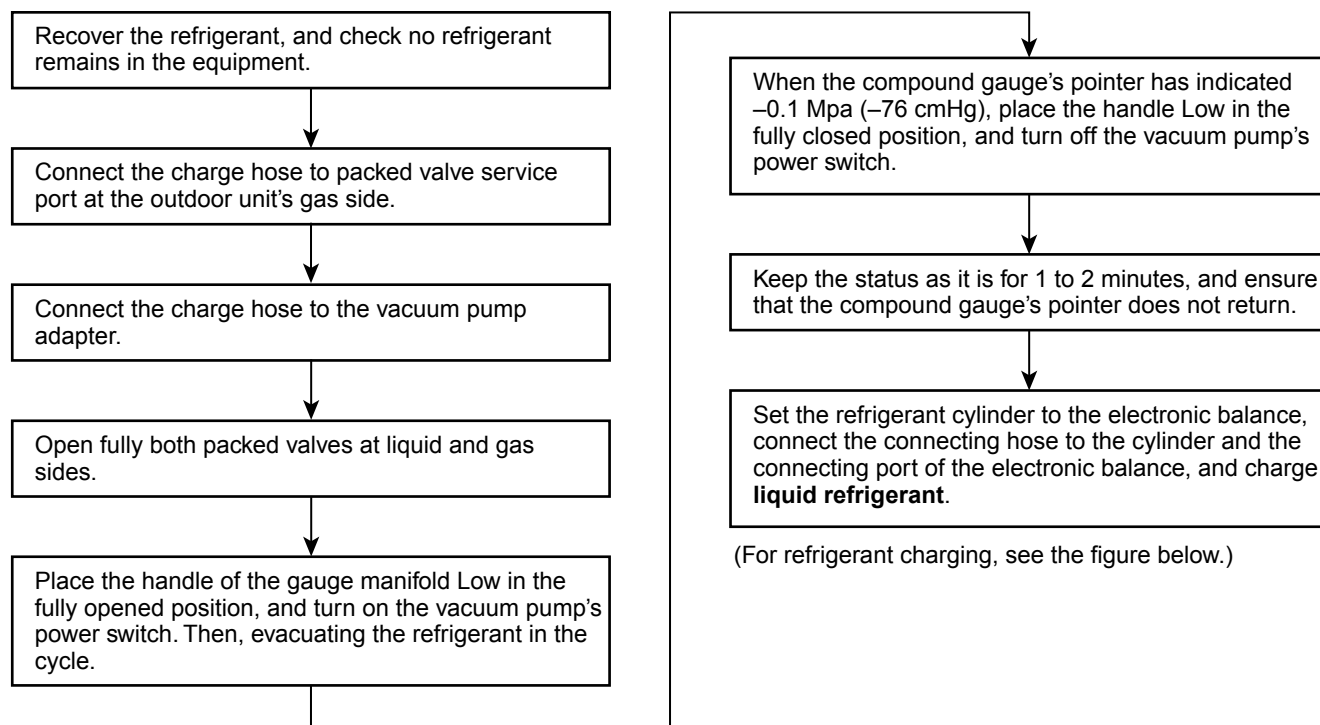 Recover the refrigerant, and check no refrigerant
remains in the equipment.
Connect the charge hose to packed valve service
port at the outdoor unit's gas side.
Connect the charge hose to the vacuum pump
adapter.
Open fully both packed valves at liquid and gas
sides.
Place the handle of the gauge manifold Low in the
fully opened position, and turn on the vacuum pump's
power switch. Then, evacuating the refrigerant in the
cycle.
When the compound gauge's pointer has indicated
–0.1 Mpa (–76 cmHg), place the handle Low in the
fully closed position, and turn off the vacuum pump's
power switch.
Keep the status as it is for 1 to 2 minutes, and ensure
that the compound gauge's pointer does not return.
Set the refrigerant cylinder to the electronic balance,
connect the connecting hose to the cylinder and the
connecting port of the electronic balance, and charge
liquid refrigerant.
(For refrigerant charging, see the figure below.)